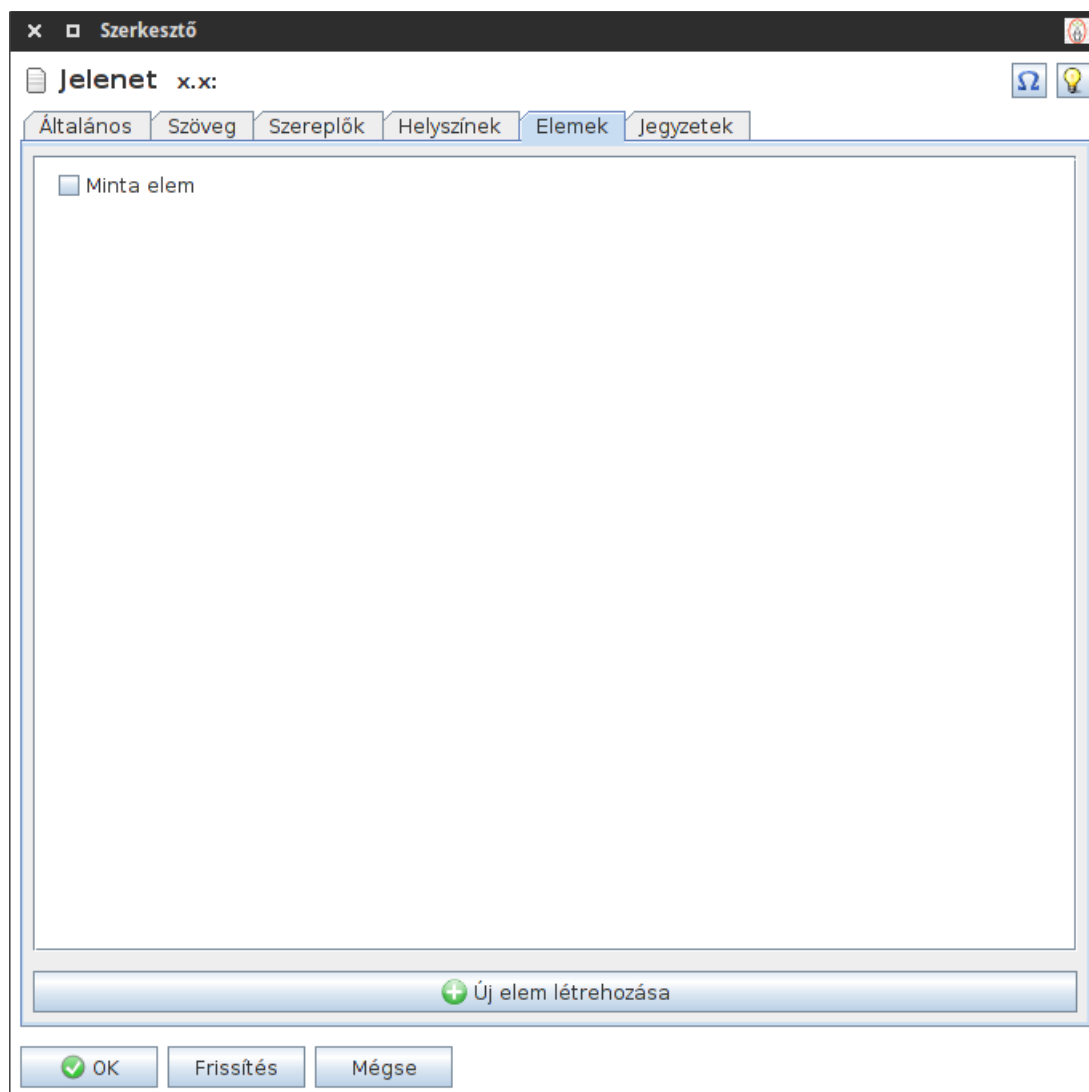 Szerkesztő
Jelenet x.x:
Ω
Általános Szöveg Szereplők Helyszínek Elemek Jegyzetek
Minta elem
Új elem létrehozása
OK Frissítés Mégse